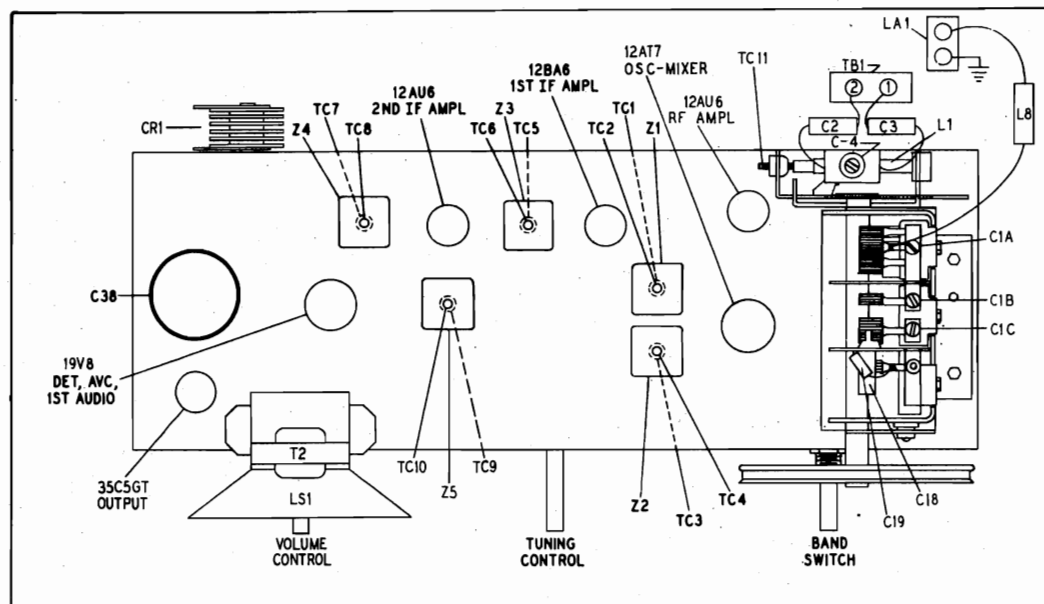 LA1
TB1
2
1
TC11
12AT7
OSC-MIXER
12BA6
1ST IF AMPL
12AU6
2ND IF AMPL
12AU6
RF AMPL
CR1
Z4
TC7
TC8
TC6
Z3
TC5
TC2
TC1
Z1
L8
C2
C3
L1
C-4
C1A
C38
C1B
C1C
19V8
DET, AVC,
1ST AUDIO
35C5GT
OUTPUT
T2
LS1
TC10
Z5
TC9
Z2
TC3
TC4
C19
C18
VOLUME
CONTROL
TUNING
CONTROL
BAND
SWITCH